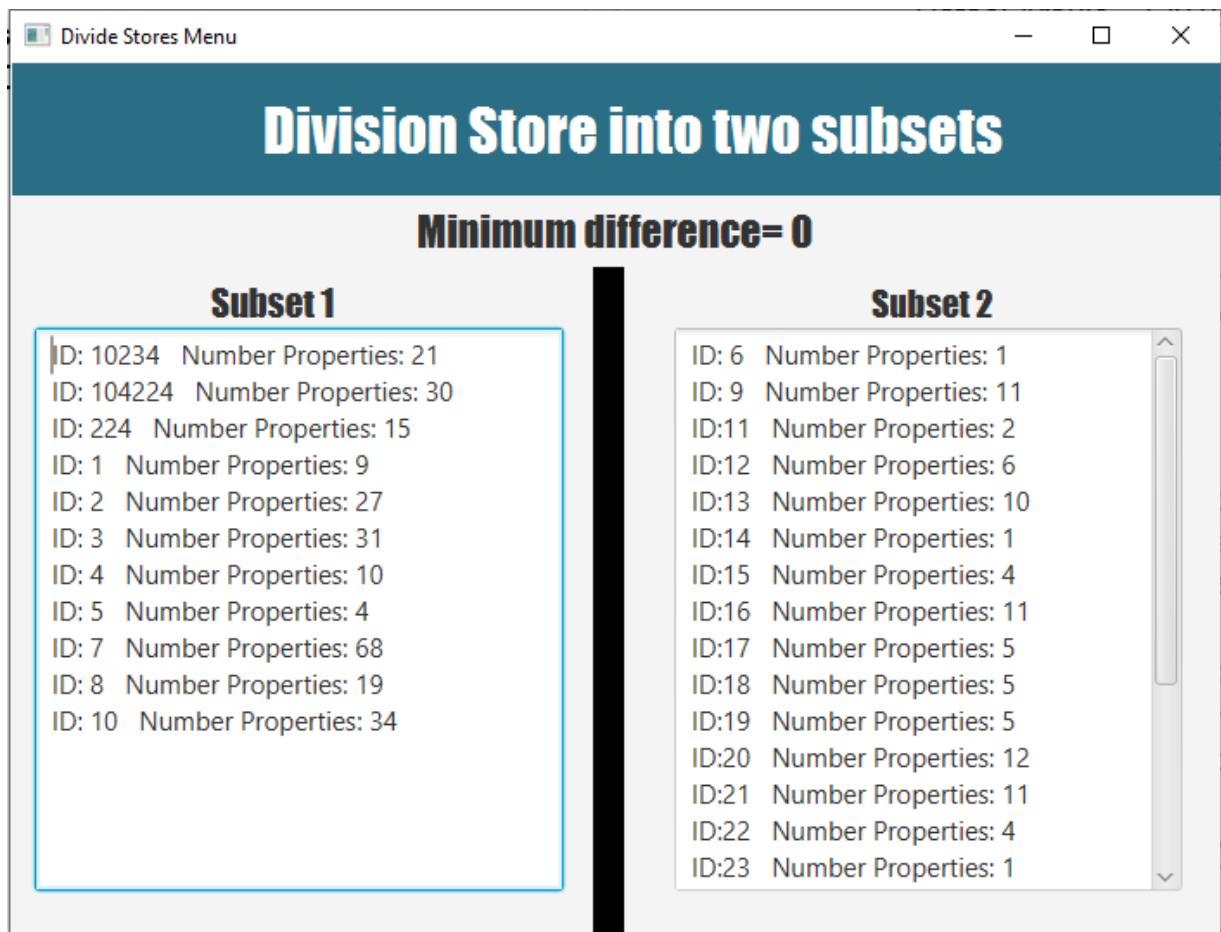 Divide Stores Menu
Division Store into two subsets
Minimum difference= 0
Subset 1
ID: 10234 Number Properties: 21
ID: 104224 Number Properties: 30
ID: 224 Number Properties: 15
ID: 1 Number Properties: 9
ID: 2 Number Properties: 27
ID: 3 Number Properties: 31
ID: 4 Number Properties: 10
ID: 5 Number Properties: 4
ID: 7 Number Properties: 68
ID: 8 Number Properties: 19
ID: 10 Number Properties: 34
Subset 2
ID: 6 Number Properties: 1
ID: 9 Number Properties: 11
ID:11 Number Properties: 2
ID:12 Number Properties: 6
ID:13 Number Properties: 10
ID:14 Number Properties: 1
ID:15 Number Properties: 4
ID:16 Number Properties: 11
ID:17 Number Properties: 5
ID:18 Number Properties: 5
ID:19 Number Properties: 5
ID:20 Number Properties: 12
ID:21 Number Properties: 11
ID:22 Number Properties: 4
ID:23 Number Properties: 1